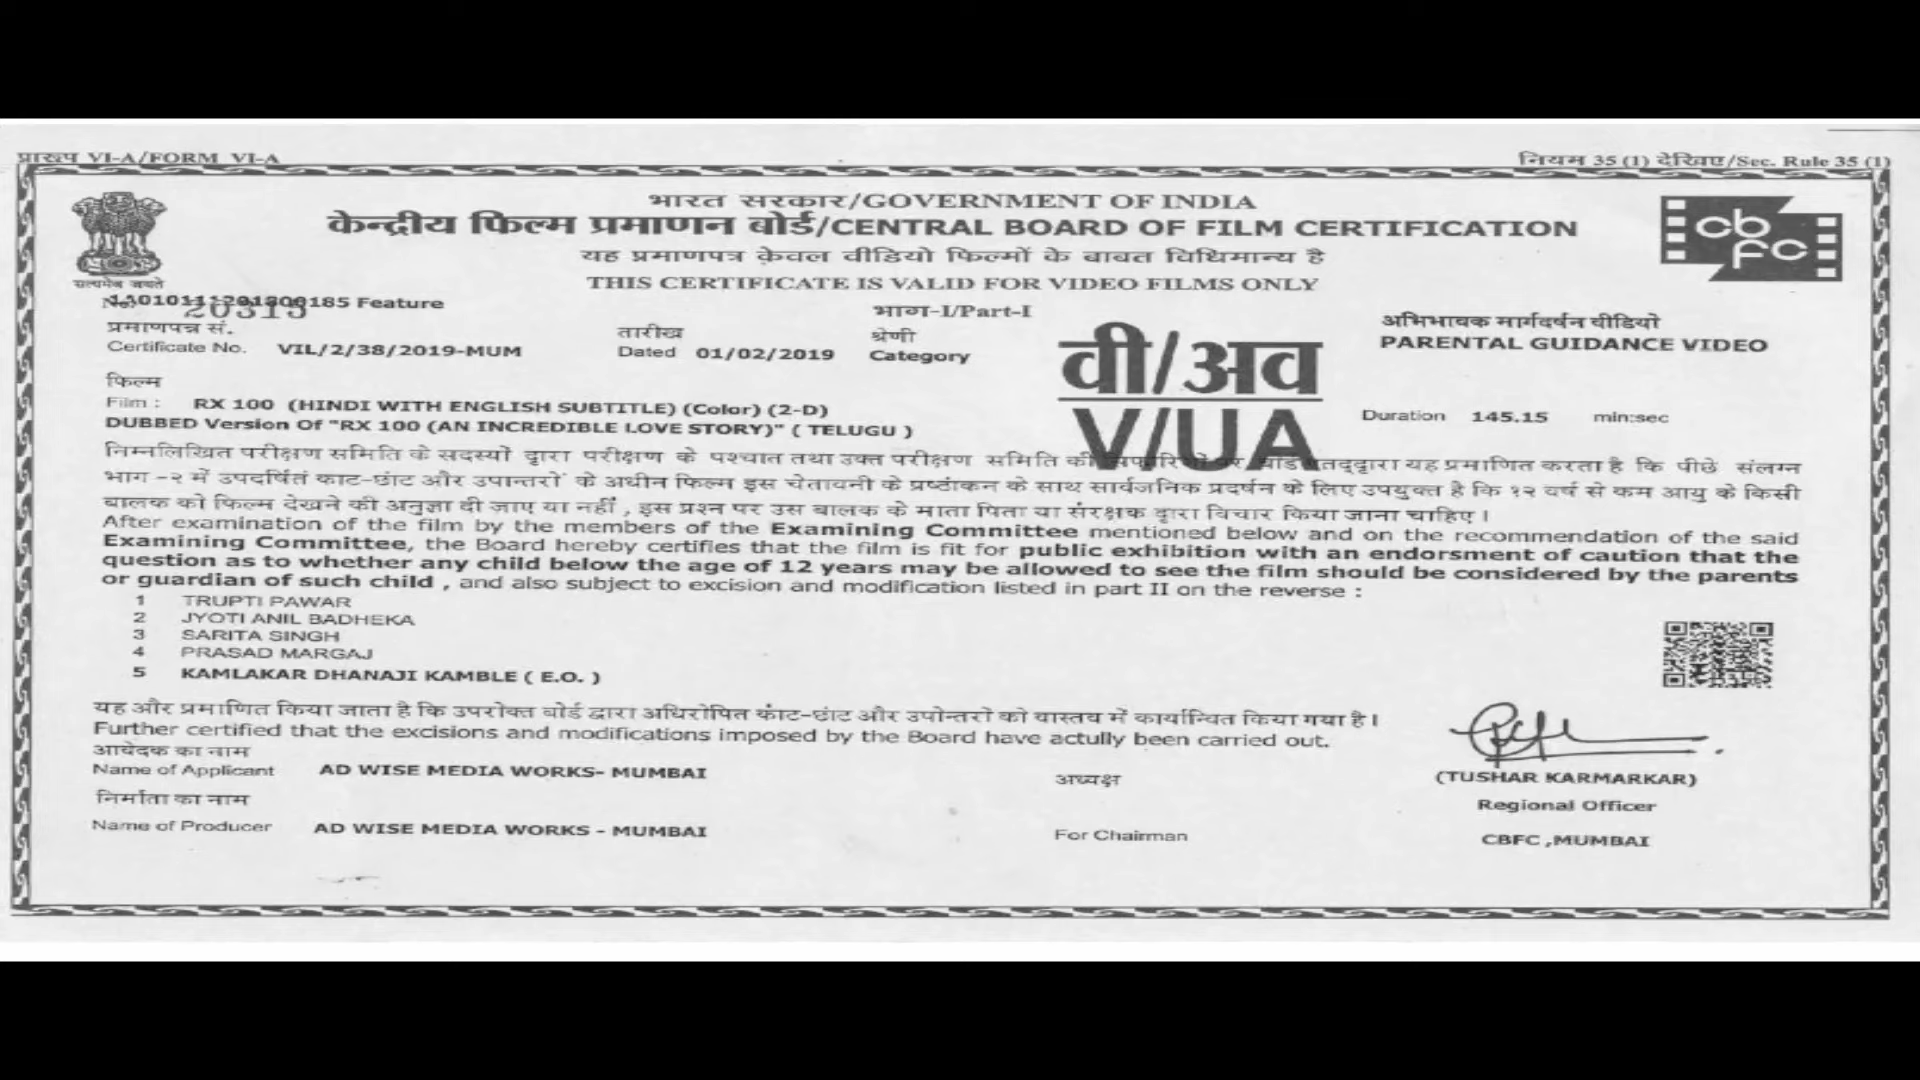 प्रारूप VI-A/FORM VI-A
नियम 35 (1) देखिए/Sec. Rule 35 (1)
भारत सरकार/GOVERNMENT OF INDIA
केन्द्रीय फिल्म प्रमाणन बोर्ड/CENTRAL BOARD OF FILM CERTIFICATION
cbfc
यह प्रमाणपत्र केवल वीडियो फिल्मों के बाबत विधिमान्य है
सत्यमेव जयते
THIS CERTIFICATE IS VALID FOR VIDEO FILMS ONLY
Feature
भाग-I/Part-I
प्रमाणपत्र सं.
Certificate No. VIL/2/38/2019-MUM
तारीख
Dated 01/02/2019
श्रेणी
Category
वी/अव
V/UA
अभिभावक मार्गदर्षन वीडियो
PARENTAL GUIDANCE VIDEO
फिल्म
Film : RX 100 (HINDI WITH ENGLISH SUBTITLE) (Color) (2-D)
Duration 145.15 min:sec
DUBBED Version Of "RX 100 (AN INCREDIBLE LOVE STORY)" ( TELUGU )
निम्नलिखित परीक्षण समिति के सदस्यों द्वारा परीक्षण के पश्चात तथा उक्त परीक्षण समिति की यह प्रमाणित करता है कि पीछे संलग्न
भाग -२ में उपदर्षित काट-छांट और उपान्तरों के अधीन फिल्म इस चेतावनी के प्रष्ठांकन के साथ सार्वजनिक प्रदर्षन के लिए उपयुक्त है कि १२ वर्ष से कम आयु के किसी
बालक को फिल्म देखने की अनुज्ञा दी जाए या नहीं , इस प्रश्न पर उस बालक के माता पिता या संरक्षक द्वारा विचार किया जाना चाहिए ।
After examination of the film by the members of the Examining Committee mentioned below and on the recommendation of the said
Examining Committee, the Board hereby certifies that the film is fit for public exhibition with an endorsment of caution that the
question as to whether any child below the age of 12 years may be allowed to see the film should be considered by the parents
or guardian of such child , and also subject to excision and modification listed in part II on the reverse :
1 TRUPTI PAWAR
2 JYOTI ANIL BADHEKA
3 SARITA SINGH
4 PRASAD MARGAJ
5 KAMLAKAR DHANAJI KAMBLE ( E.O. )
यह और प्रमाणित किया जाता है कि उपरोक्त बोर्ड द्वारा अधिरोपित कांट-छांट और उपोन्तरों को वास्तव में कार्यान्वित किया गया है ।
Further certified that the excisions and modifications imposed by the Board have actully been carried out.
आवेदक का नाम
Name of Applicant AD WISE MEDIA WORKS- MUMBAI
अध्यक्ष
(TUSHAR KARMARKAR)
निर्माता का नाम
Regional Officer
Name of Producer AD WISE MEDIA WORKS - MUMBAI
For Chairman
CBFC ,MUMBAI